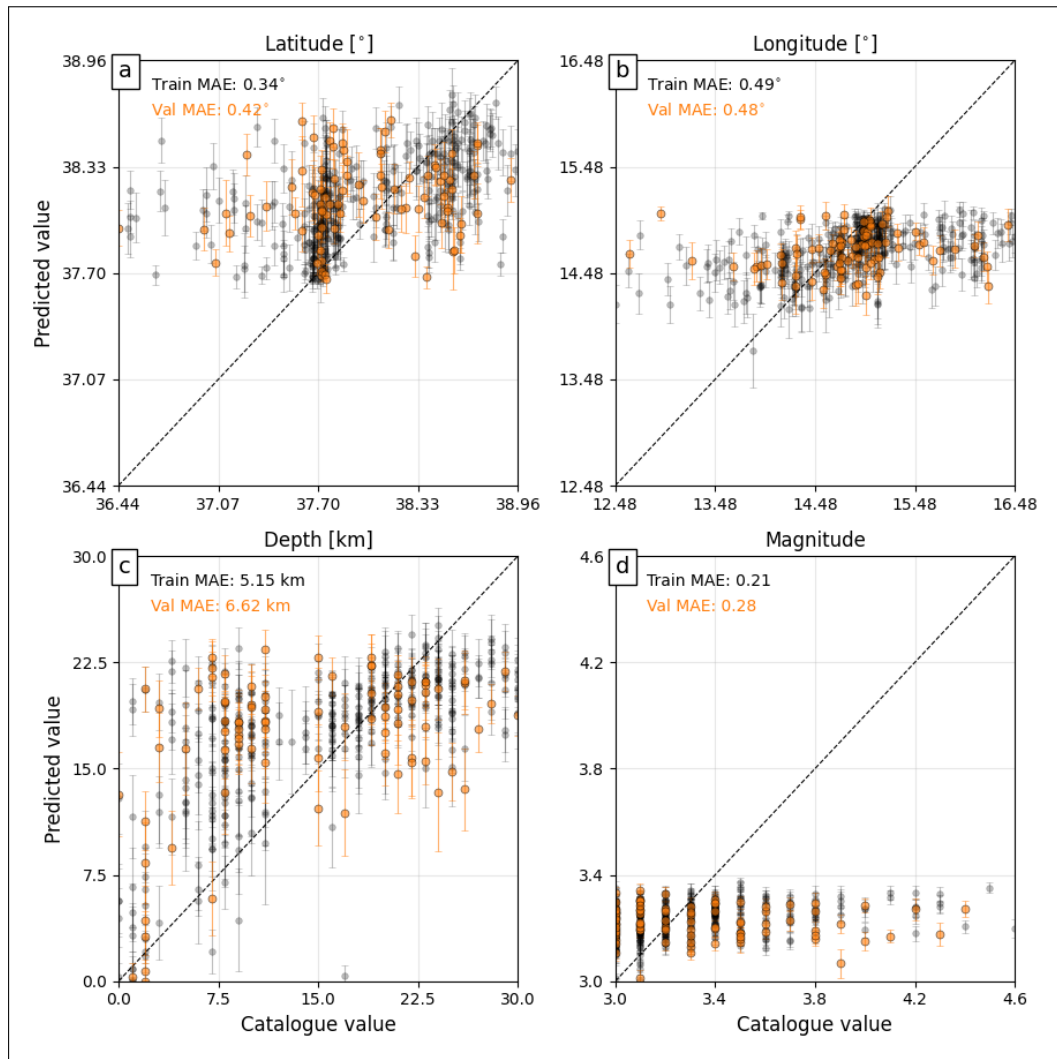 Latitude [°]
a
Train MAE: 0.34°
Val MAE: 0.42°
38.96
38.33
37.70
37.07
36.44
36.44 37.07 37.70 38.33 38.96
Predicted value
Longitude [°]
b
Train MAE: 0.49°
Val MAE: 0.48°
16.48
15.48
14.48
13.48
12.48
12.48 13.48 14.48 15.48 16.48
Depth [km]
c
Train MAE: 5.15 km
Val MAE: 6.62 km
30.0
22.5
15.0
7.5
0.0
0.0 7.5 15.0 22.5 30.0
Predicted value
Catalogue value
Magnitude
d
Train MAE: 0.21
Val MAE: 0.28
4.6
4.2
3.8
3.4
3.0
3.0 3.4 3.8 4.2 4.6
Catalogue value